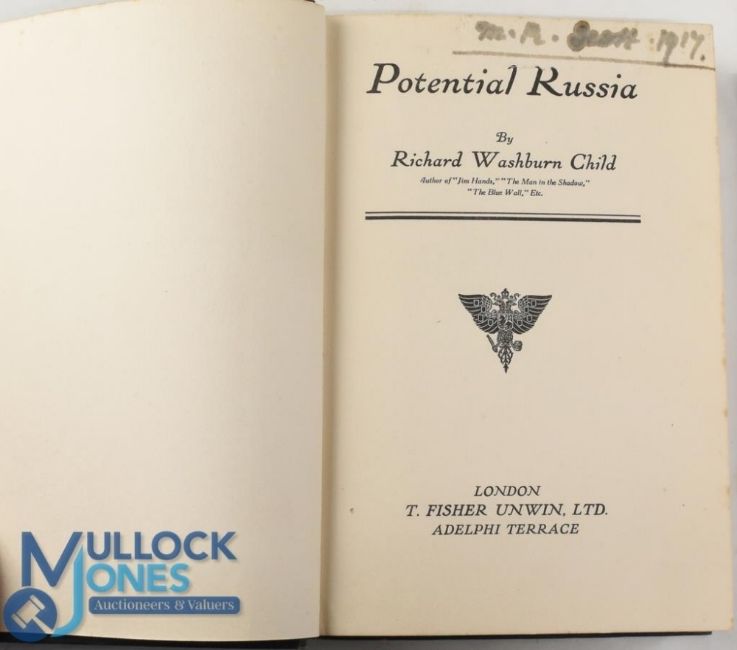 M. R. Scott. 1917.
Potential Russia
By
Richard Washburn Child
Author of "Jim Hands," "The Man in the Shadow,"
"The Blue Wall," Etc.
LONDON
T. FISHER UNWIN, LTD.
ADELPHI TERRACE
MULLOCK
JONES
Auctioneers & Valuers